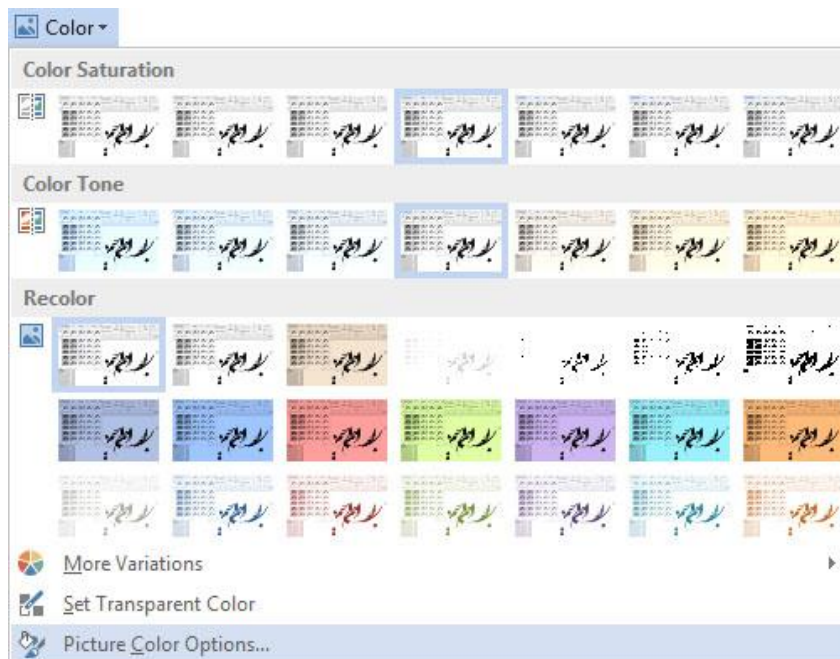 Color
Color Saturation
Color Tone
Recolor
More Variations
Set Transparent Color
Picture Color Options...